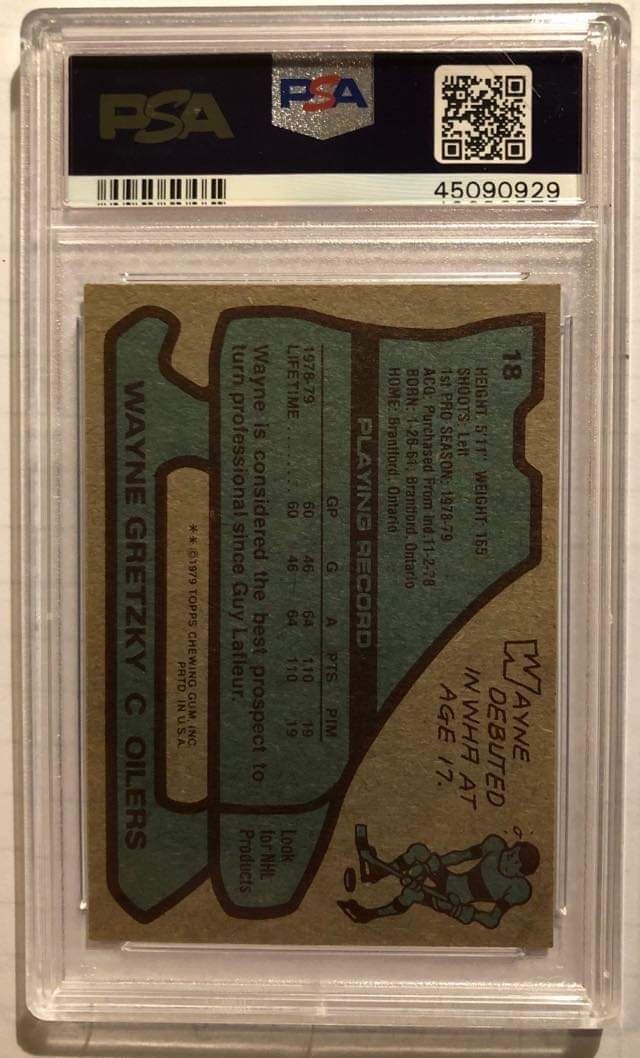 PSA
PSA
45090929
18
HEIGHT: 5'11" WEIGHT: 165
SHOOTS: Left
1st PRO SEASON: 1978-79
ACQ: Purchased From Ind. 11-2-78
BORN: 1-26-61, Brantford, Ontario
HOME: Brantford, Ontario
WAYNE
DEBUTED
IN WHA AT
AGE 17.
PLAYING RECORD
GP G A PTS PIM
1978-79 60 46 64 110 19
LIFETIME....... 60 46 64 110 19
Wayne is considered the best prospect to
turn professional since Guy Lafleur.
Look
for NHL
Products
** ©1979 TOPPS CHEWING GUM, INC.
PRTD. IN U.S.A.
WAYNE GRETZKY C OILERS